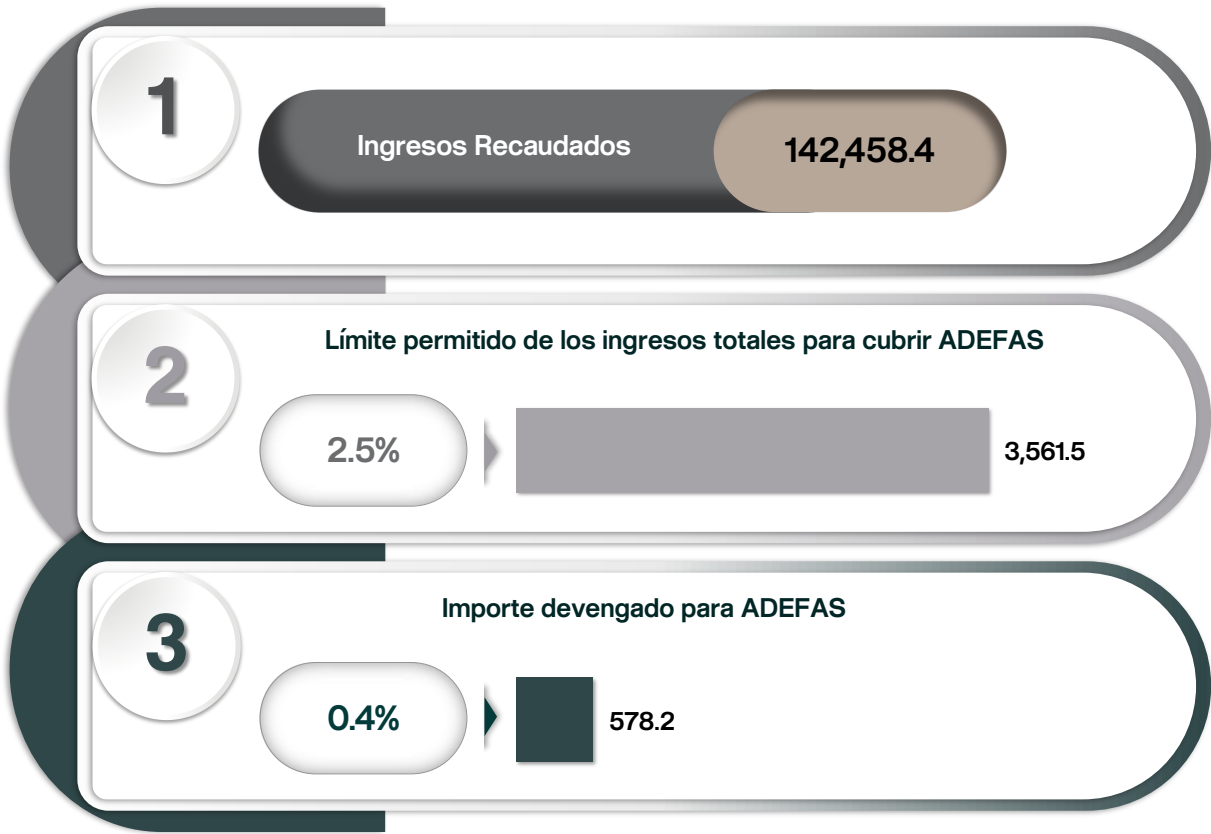 1
Ingresos Recaudados
142,458.4
2
Límite permitido de los ingresos totales para cubrir ADEFAS
2.5%
3,561.5
3
Importe devengado para ADEFAS
0.4%
578.2